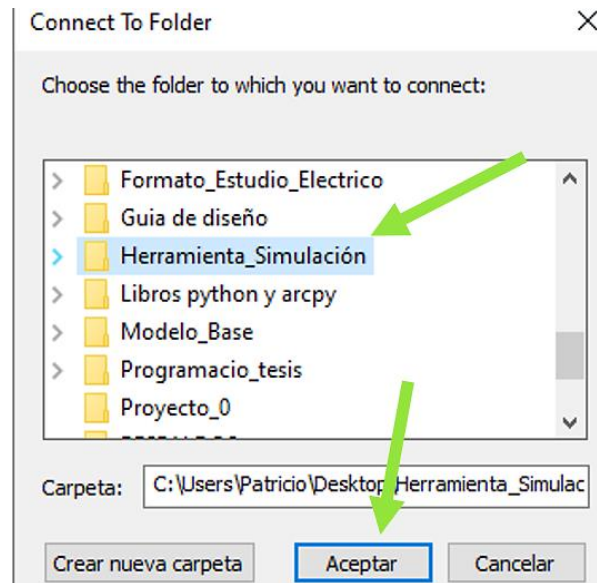 Connect To Folder
Choose the folder to which you want to connect:
Formato_Estudio_Electrico
Guia de diseño
Herramienta_Simulación
Libros python y arcpy
Modelo_Base
Programacio_tesis
Proyecto_0
Carpeta: C:\Users\Patricio\Desktop\Herramienta_Simulac
Crear nueva carpeta Aceptar Cancelar